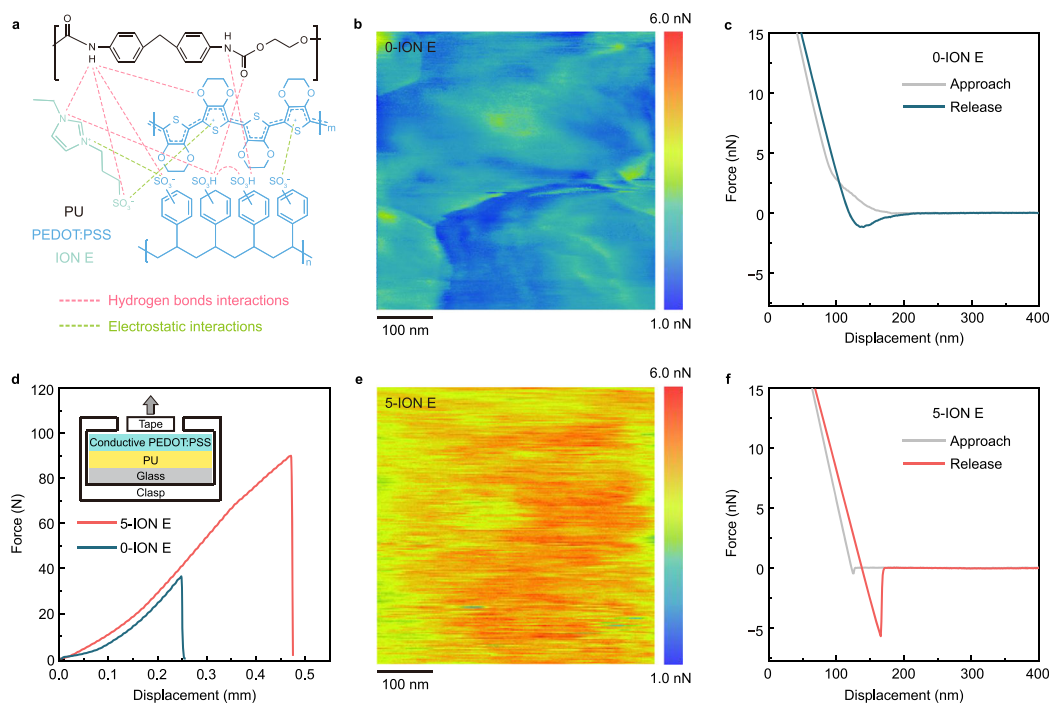 a
O
O
N
H
H
N
O
O
O
S
S
S
S
O
O
O
O
O
O
O
O
m
N
N+
SO3-
SO3-
SO3H
SO3H
SO3-
n
PU
PEDOT:PSS
ION E
Hydrogen bonds interactions
Electrostatic interactions
b
0-ION E
6.0 nN
1.0 nN
100 nm
c
0-ION E
Approach
Release
Force (nN)
15
10
5
0
−5
0 100 200 300 400
Displacement (nm)
d
Force (N)
120
100
80
60
40
20
0
Tape
Conductive PEDOT:PSS
PU
Glass
Clasp
5-ION E
0-ION E
0.0 0.1 0.2 0.3 0.4 0.5
Displacement (mm)
e
5-ION E
6.0 nN
1.0 nN
100 nm
f
5-ION E
Approach
Release
Force (nN)
15
10
5
0
−5
0 100 200 300 400
Displacement (nm)